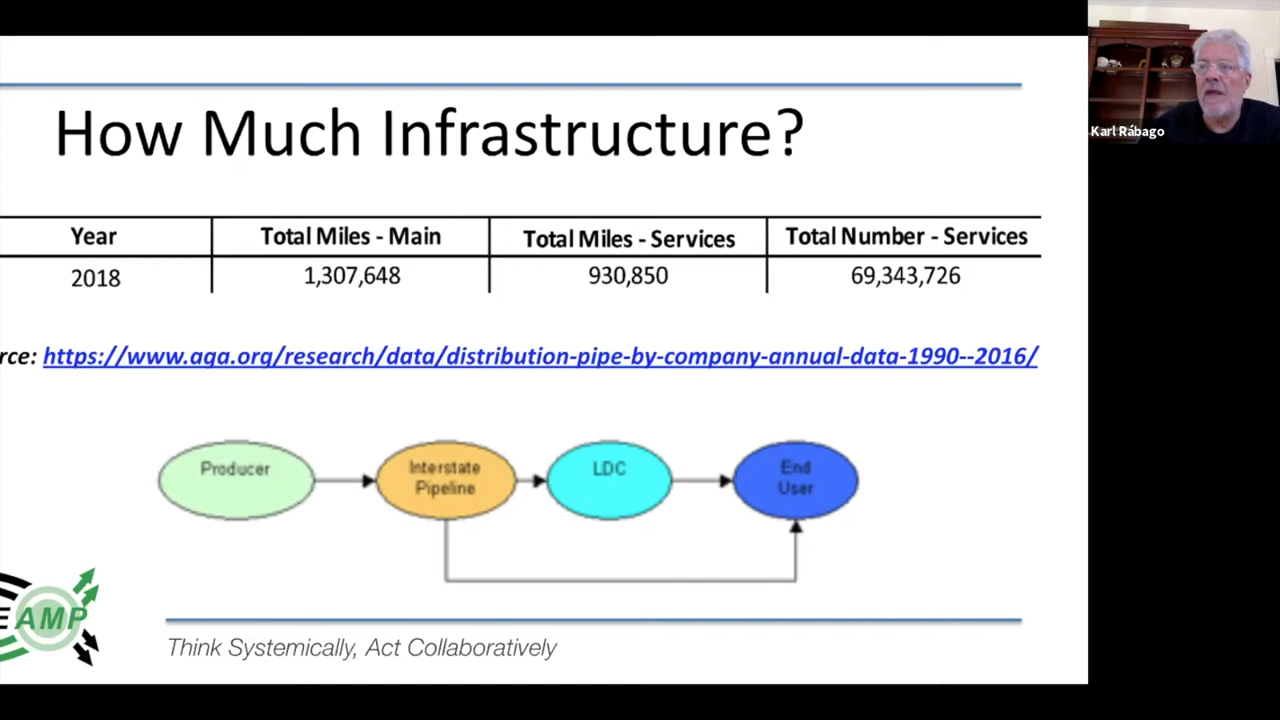 How Much Infrastructure?
Year Total Miles - Main Total Miles - Services Total Number - Services
2018 1,307,648 930,850 69,343,726
rce: https://www.aga.org/research/data/distribution-pipe-by-company-annual-data-1990--2016/
Producer
Interstate
Pipeline
LDC
End
User
E AMP
Think Systemically, Act Collaboratively
Karl Rábago